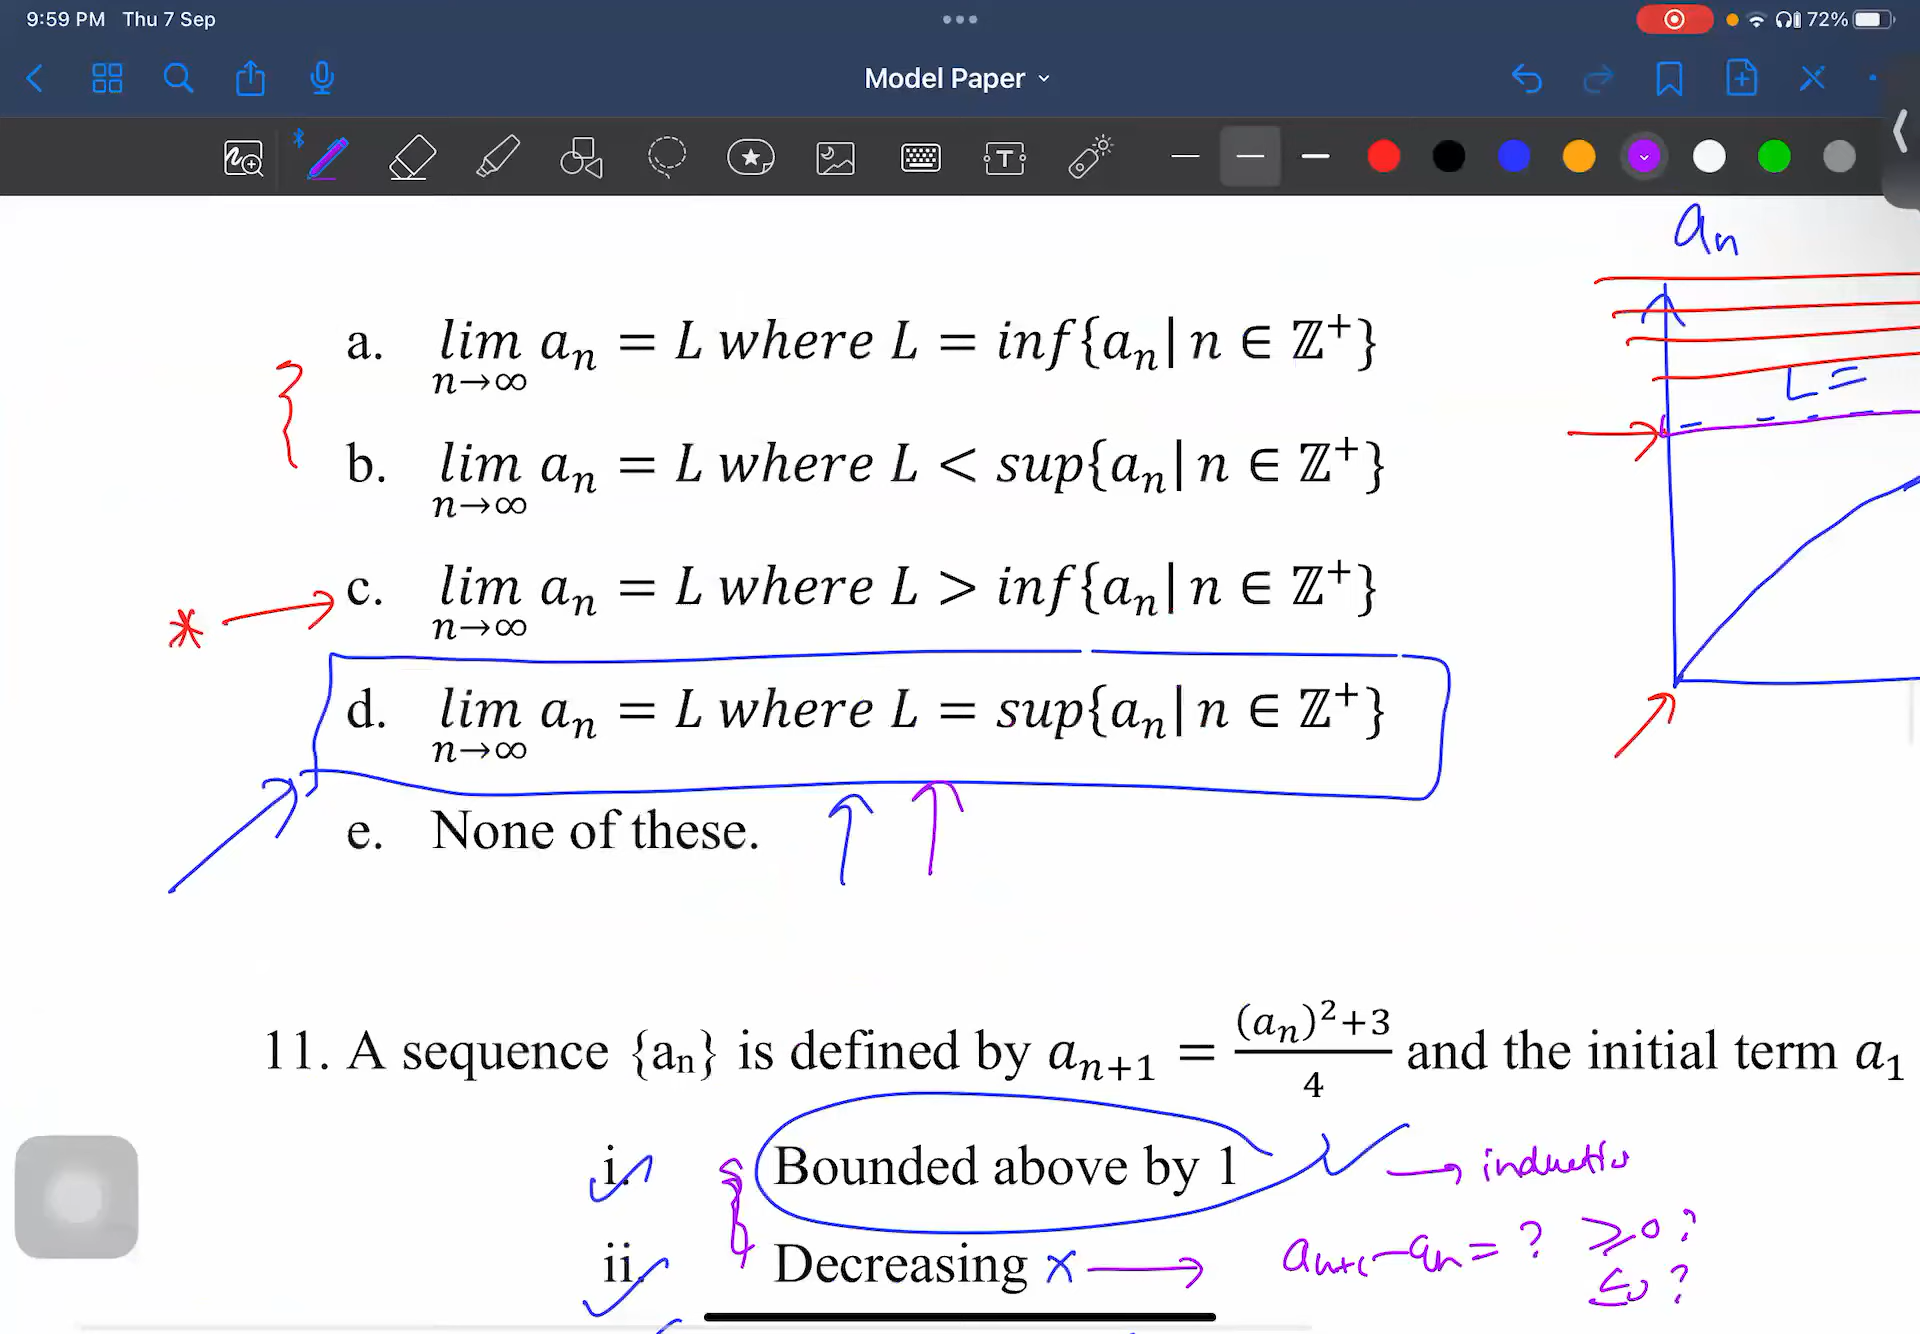 9:59 PM Thu 7 Sep
72%
Model Paper
T
aₙ
a. lim aₙ = L where L = inf{aₙ| n ∈ ℤ⁺}
n→∞
L =
b. lim aₙ = L where L < sup{aₙ| n ∈ ℤ⁺}
n→∞
* → c. lim aₙ = L where L > inf{aₙ| n ∈ ℤ⁺}
n→∞
d. lim aₙ = L where L = sup{aₙ| n ∈ ℤ⁺}
n→∞
e. None of these.
11. A sequence {aₙ} is defined by aₙ₊₁ = (aₙ)²+3 / 4 and the initial term a₁
i. Bounded above by 1 ✓ →
ii. Decreasing × → aₙ₊₁ − aₙ = ? ≥0 ?
≤0 ?